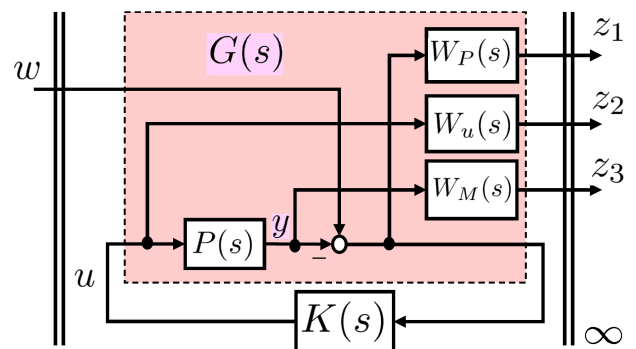 z_1
G(s)
W_P(s)
w
z_2
W_u(s)
z_3
W_M(s)
y
P(s)
−
u
K(s)
∞